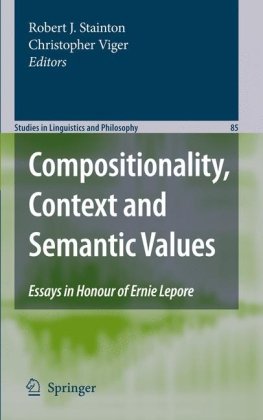 Robert J. Stainton
Christopher Viger
Editors
Studies in Linguistics and Philosophy 85
Compositionality,
Context and
Semantic Values
Essays in Honour of Ernie Lepore
Springer